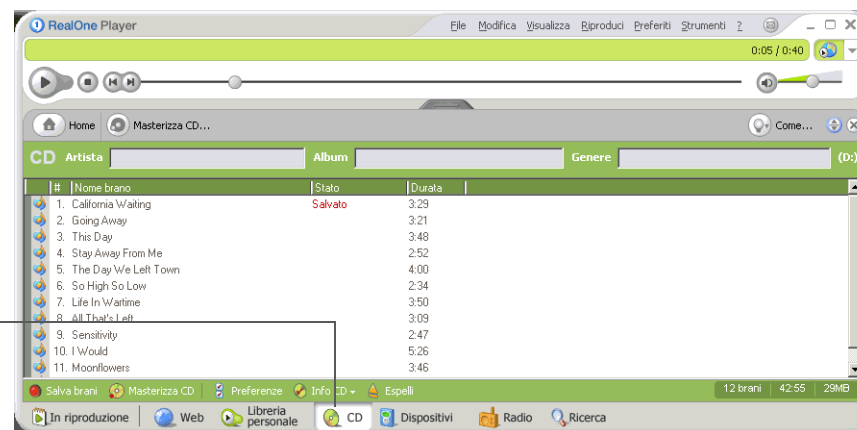 RealOne Player File Modifica Visualizza Riproduci Preferiti Strumenti ?
0:05 / 0:40
Home Masterizza CD... Come...
CD Artista Album Genere (D:)
# Nome brano Stato Durata
1. California Waiting Salvato 3:29
2. Going Away 3:21
3. This Day 3:48
4. Stay Away From Me 2:52
5. The Day We Left Town 4:00
6. So High So Low 2:34
7. Life In Wartime 3:50
8. All That's Left 3:09
9. Sensitivity 2:47
10. I Would 5:26
11. Moonflowers 3:46
Salva brani Masterizza CD Preferenze Info CD Espelli 12 brani 42:55 29MB
In riproduzione Web Libreria personale CD Dispositivi Radio Ricerca